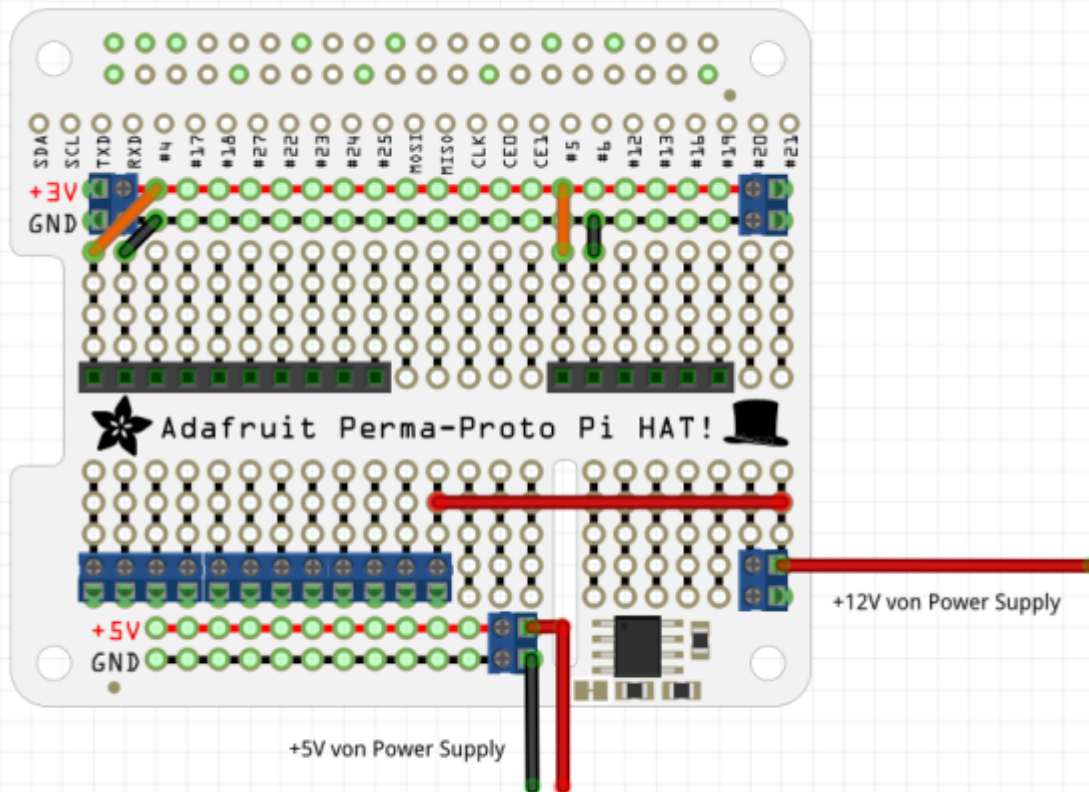 SDA
SCL
TXD
RXD
#4
#17
#18
#27
#22
#23
#24
#25
MOSI
MISO
CLK
CE0
CE1
#5
#6
#12
#13
#16
#19
#20
#21
+3V
GND
Adafruit Perma-Proto Pi HAT!
+12V von Power Supply
+5V
GND
+5V von Power Supply